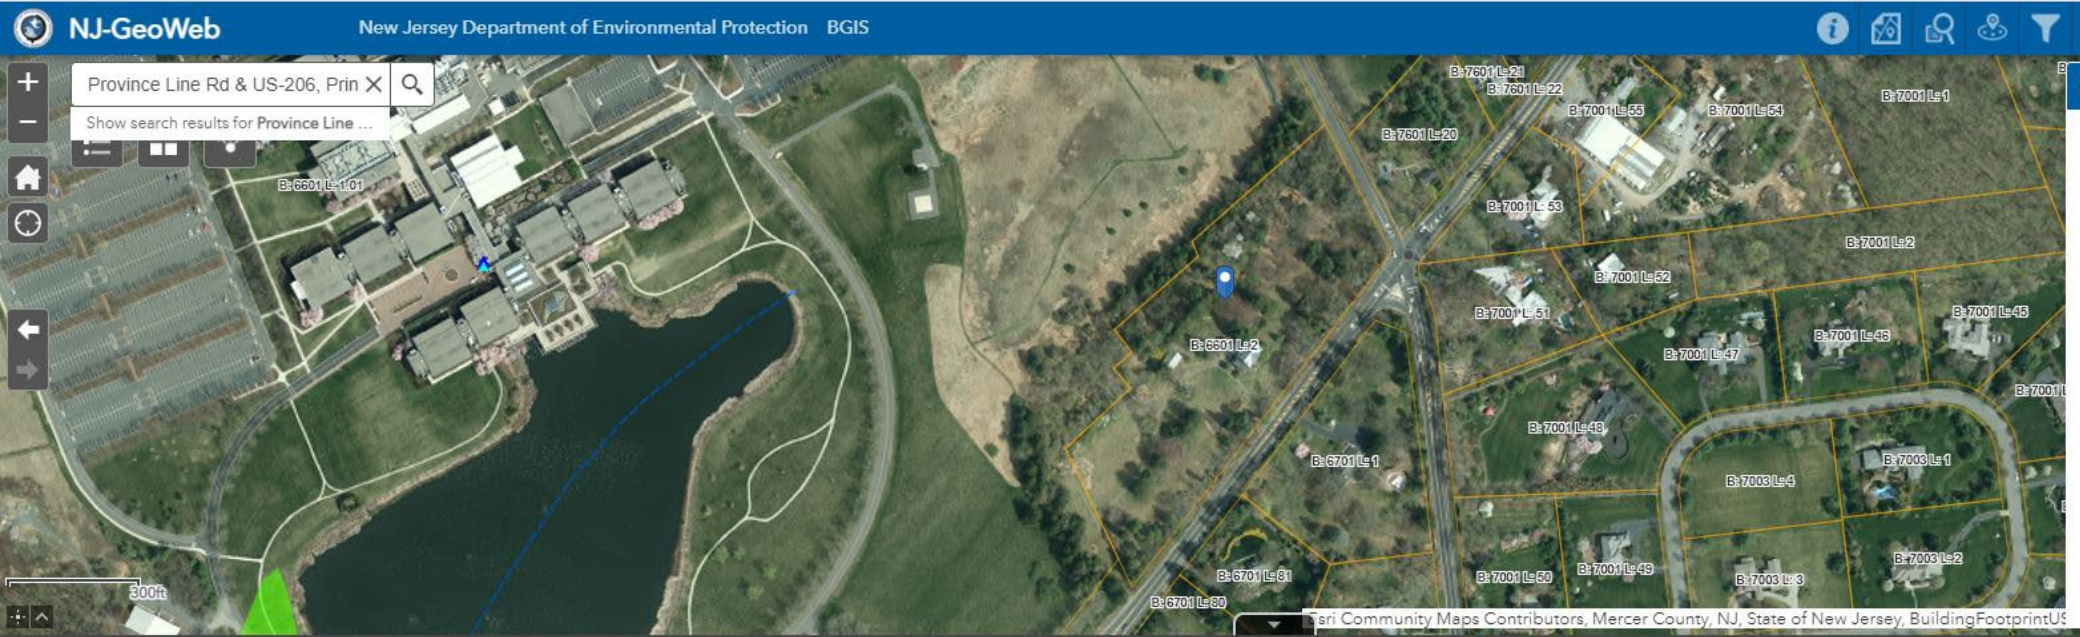 NJ-GeoWeb
New Jersey Department of Environmental Protection BGIS
Province Line Rd & US-206, Prin
Show search results for Province Line ...
B: 7601 L: 21
B: 7601 L: 22
B: 7001 L: 55
B: 7001 L: 54
B: 7001 L: 1
B: 7601 L: 20
B: 6601 L: 1.01
B: 7001 L: 53
B: 7001 L: 2
B: 7001 L: 52
B: 7001 L: 51
B: 7001 L: 45
B: 6601 L: 2
B: 7001 L: 47
B: 7001 L: 46
B: 7001 L
B: 7001 L: 48
B: 6701 L: 1
B: 7003 L: 1
B: 7003 L: 4
B: 7003 L: 2
B: 6701 L: 81
B: 7001 L: 50
B: 7001 L: 49
B: 7003 L: 3
300ft
B: 6701 L: 80
Esri Community Maps Contributors, Mercer County, NJ, State of New Jersey, BuildingFootprintUS